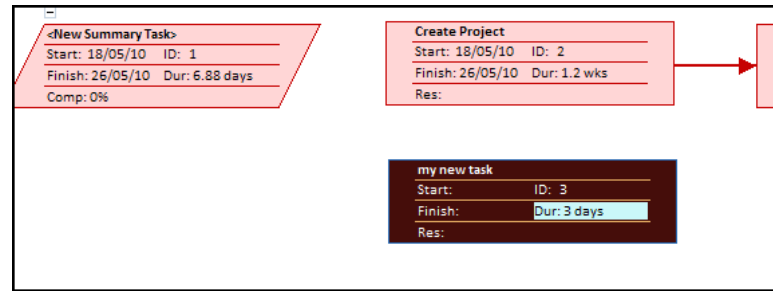 <New Summary Task>
Start: 18/05/10 ID: 1
Finish: 26/05/10 Dur: 6.88 days
Comp: 0%
Create Project
Start: 18/05/10 ID: 2
Finish: 26/05/10 Dur: 1.2 wks
Res:
my new task
Start: ID: 3
Finish: Dur: 3 days
Res: